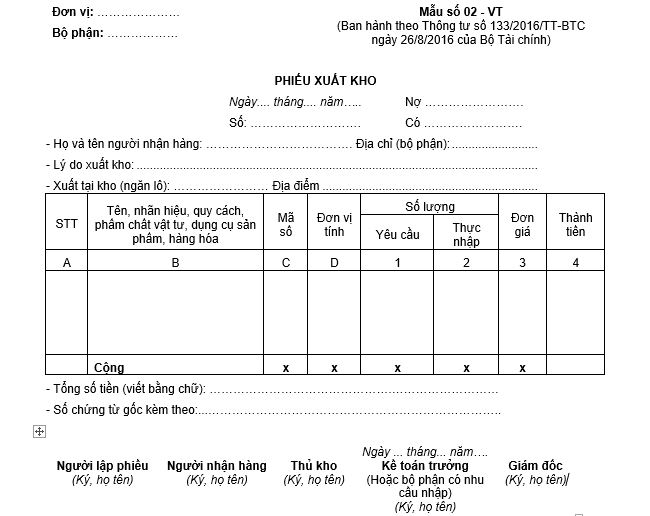 Đơn vị: …………………
Bộ phận: ………………
Mẫu số 02 - VT
(Ban hành theo Thông tư số 133/2016/TT-BTC
ngày 26/8/2016 của Bộ Tài chính)
PHIẾU XUẤT KHO
Ngày.... tháng.... năm…..
Nợ …………………….
Số: ……………………….
Có …………………….
- Họ và tên người nhận hàng: ………………………………. Địa chỉ (bộ phận):...........................
- Lý do xuất kho: ...........................................................................
- Xuất tại kho (ngăn lô): …………………… Địa điểm ...........................................
STT
Tên, nhãn hiệu, quy cách,
phẩm chất vật tư, dụng cụ sản
phẩm, hàng hóa
Mã
số
Đơn vị
tính
Số lượng
Yêu cầu
Thực
nhập
Đơn
giá
Thành
tiền
A B C D 1 2 3 4
Cộng x x x x x
- Tổng số tiền (viết bằng chữ): ………………………………………………………………
- Số chứng từ gốc kèm theo:...………………………………………………………………..
Ngày ... tháng... năm….
Người lập phiếu
(Ký, họ tên)
Người nhận hàng
(Ký, họ tên)
Thủ kho
(Ký, họ tên)
Kế toán trưởng
(Hoặc bộ phận có nhu
cầu nhập)
(Ký, họ tên)
Giám đốc
(Ký, họ tên)